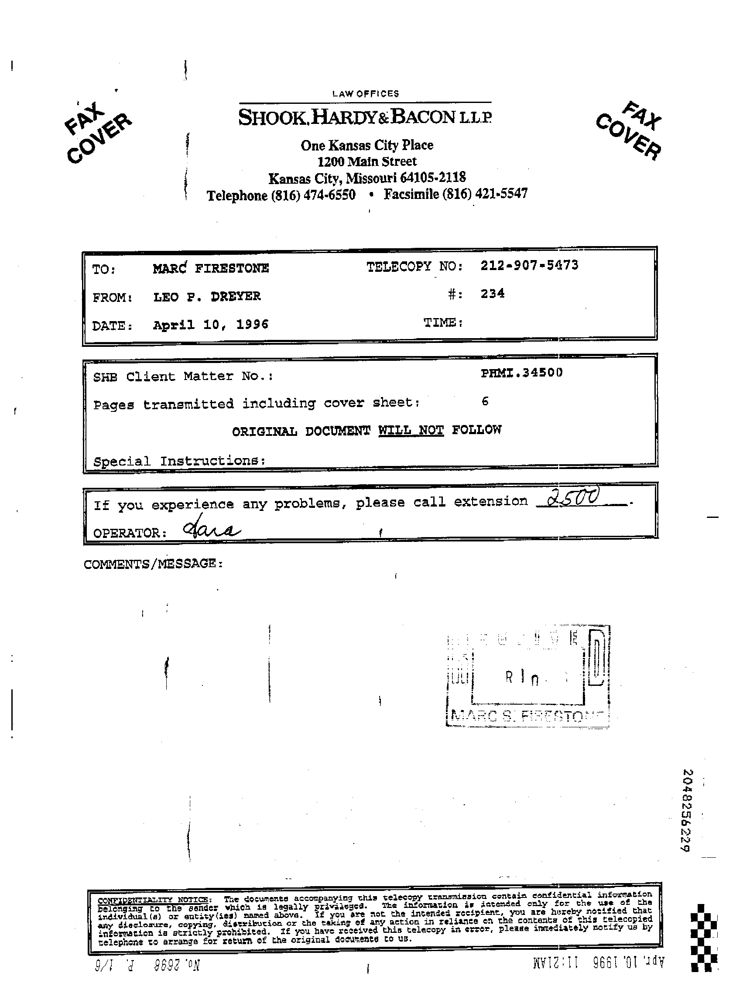 LAW OFFICES
SHOOK, HARDY & BACON L.L.P.
FAX COVER
FAX COVER
One Kansas City Place
1200 Main Street
Kansas City, Missouri 64105-2118
Telephone (816) 474-6550 • Facsimile (816) 421-5547
TO: MARC FIRESTONE TELECOPY NO: 212-907-5473
FROM: LEO P. DREYER #: 234
DATE: April 10, 1996 TIME:
SHB Client Matter No.: PHMI.34500
Pages transmitted including cover sheet: 6
ORIGINAL DOCUMENT WILL NOT FOLLOW
Special Instructions:
If you experience any problems, please call extension 2500.
OPERATOR: Sara
COMMENTS/MESSAGE:
MARC S. FIRESTONE
2048256229
CONFIDENTIALITY NOTICE: The documents accompanying this telecopy transmission contain confidential information
belonging to the sender which is legally privileged. The information is intended only for the use of the
individual(s) or entity(ies) named above. If you are not the intended recipient, you are hereby notified that
any disclosure, copying, distribution or the taking of any action in reliance on the contents of this telecopied
information is strictly prohibited. If you have received this telecopy in error, please immediately notify us by
telephone to arrange for return of the original documents to us.
Apr. 10. 1996 11:21AM No. 2698 P. 1/6